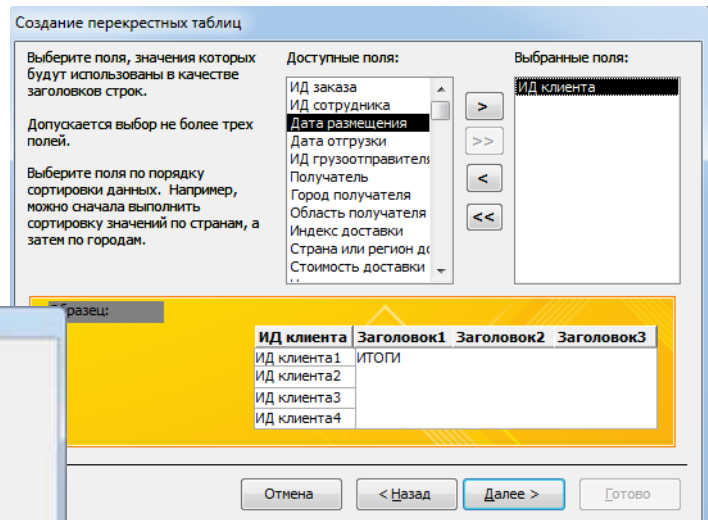 Создание перекрестных таблиц
Выберите поля, значения которых
будут использованы в качестве
заголовков строк.
Допускается выбор не более трех
полей.
Выберите поля по порядку
сортировки данных. Например,
можно сначала выполнить
сортировку значений по странам, а
затем по городам.
Доступные поля:
ИД заказа
ИД сотрудника
Дата размещения
Дата отгрузки
ИД грузоотправителя
Получатель
Город получателя
Область получателя
Индекс доставки
Страна или регион до
Стоимость доставки
>
>>
<
<<
Выбранные поля:
ИД клиента
Образец:
ИД клиента Заголовок1 Заголовок2 Заголовок3
ИД клиента1 ИТОГИ
ИД клиента2
ИД клиента3
ИД клиента4
Отмена < Назад Далее > Готово